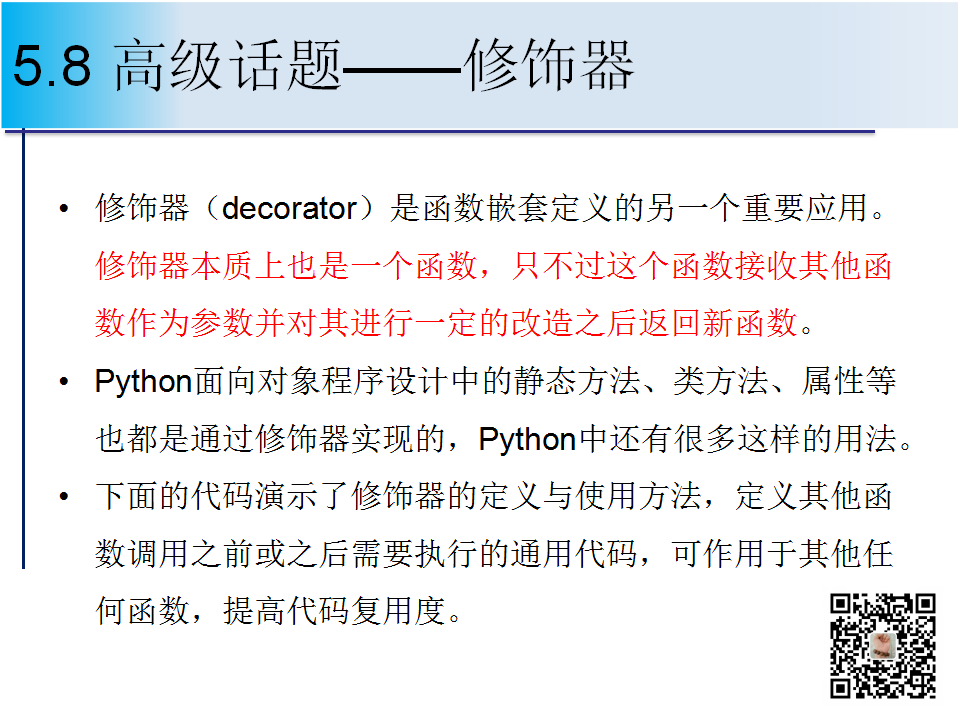 5.8 高级话题——修饰器
• 修饰器（decorator）是函数嵌套定义的另一个重要应用。
修饰器本质上也是一个函数，只不过这个函数接收其他函
数作为参数并对其进行一定的改造之后返回新函数。
• Python面向对象程序设计中的静态方法、类方法、属性等
也都是通过修饰器实现的，Python中还有很多这样的用法。
• 下面的代码演示了修饰器的定义与使用方法，定义其他函
数调用之前或之后需要执行的通用代码，可作用于其他任
何函数，提高代码复用度。